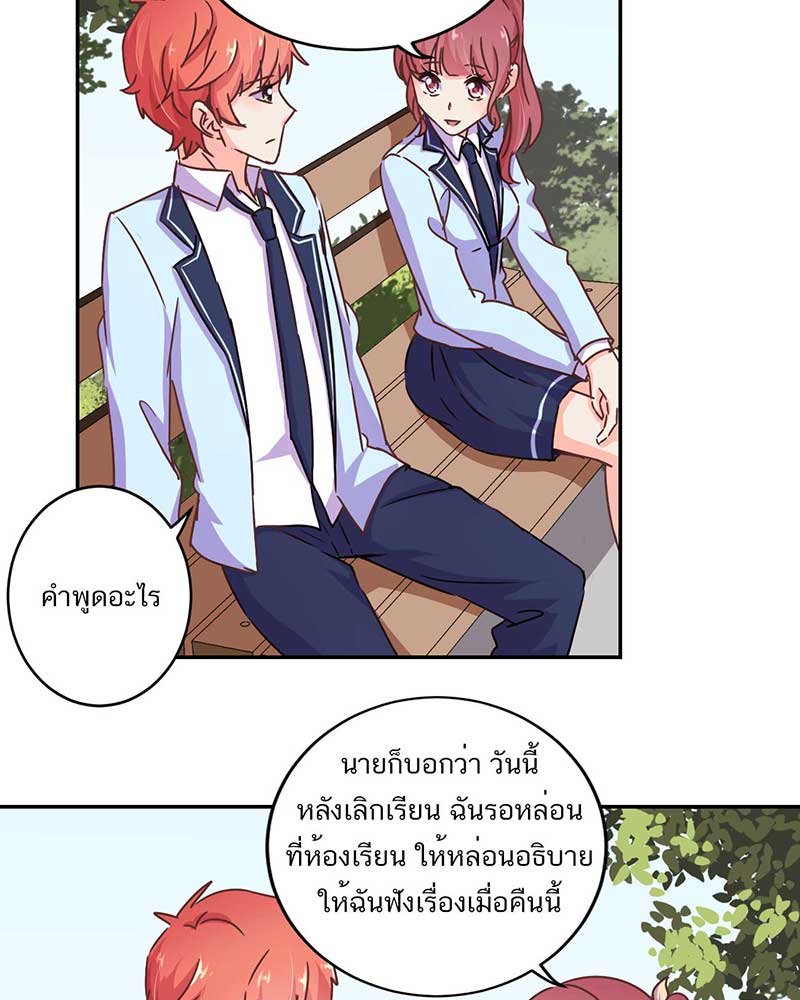 คำพูดอะไร
นายก็บอกว่า วันนี้
หลังเลิกเรียน ฉันรอหล่อน
ที่ห้องเรียน ให้หล่อนอธิบาย
ให้ฉันฟังเรื่องเมื่อคืนนี้